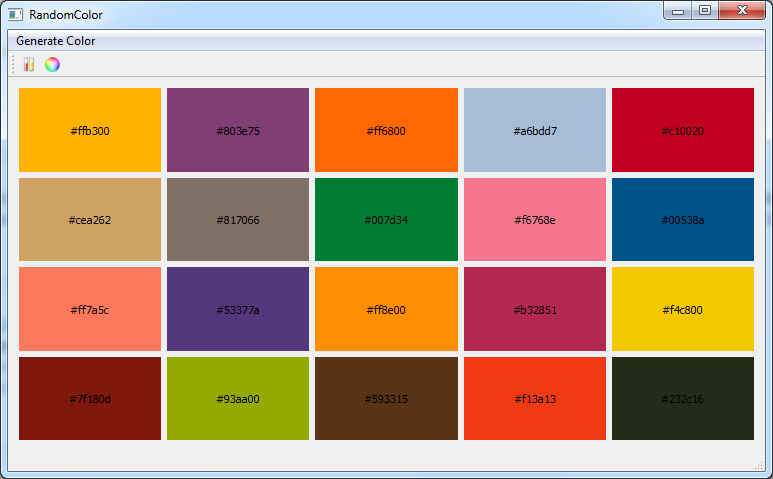 RandomColor
Generate Color
#ffb300 #803e75 #ff6800 #a6bdd7 #c10020
#cea262 #817066 #007d34 #f6768e #00538a
#ff7a5c #53377a #ff8e00 #b32851 #f4c800
#7f180d #93aa00 #593315 #f13a13 #232c16